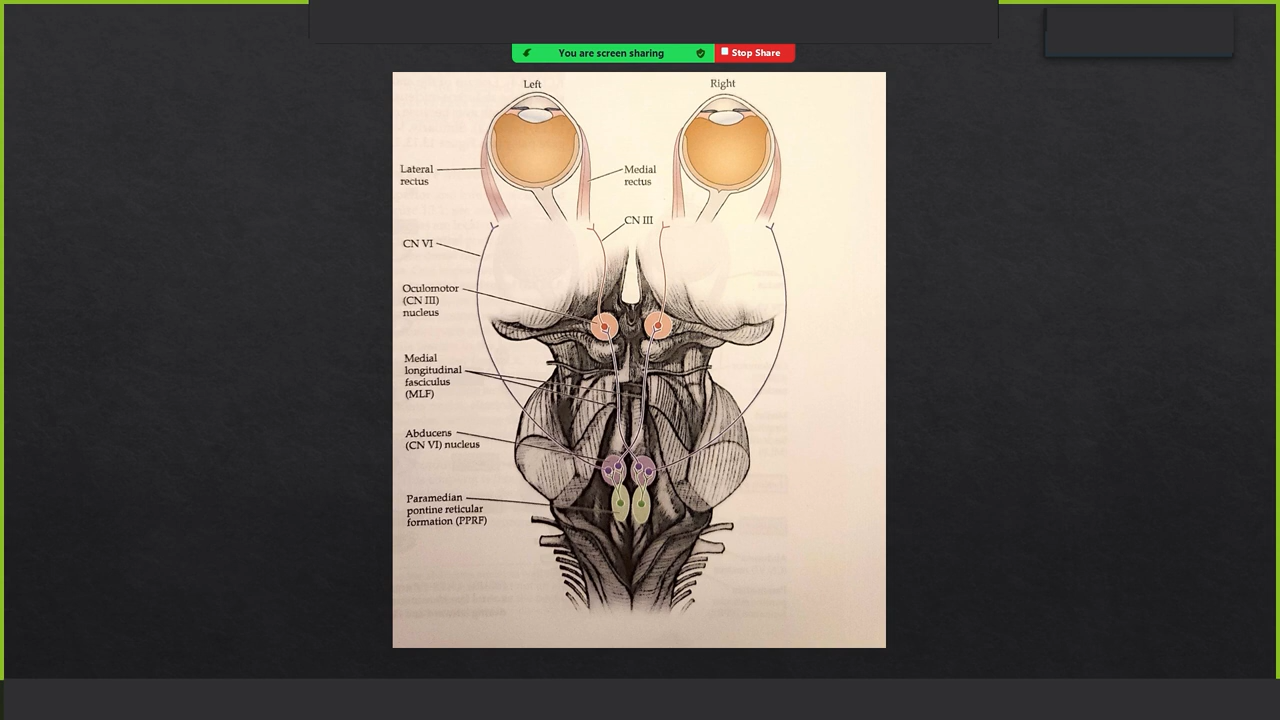 You are screen sharing
Stop Share
Left
Right
Lateral
rectus
Medial
rectus
CN III
CN VI
Oculomotor
(CN III)
nucleus
Medial
longitudinal
fasciculus
(MLF)
Abducens
(CN VI) nucleus
Paramedian
pontine reticular
formation (PPRF)